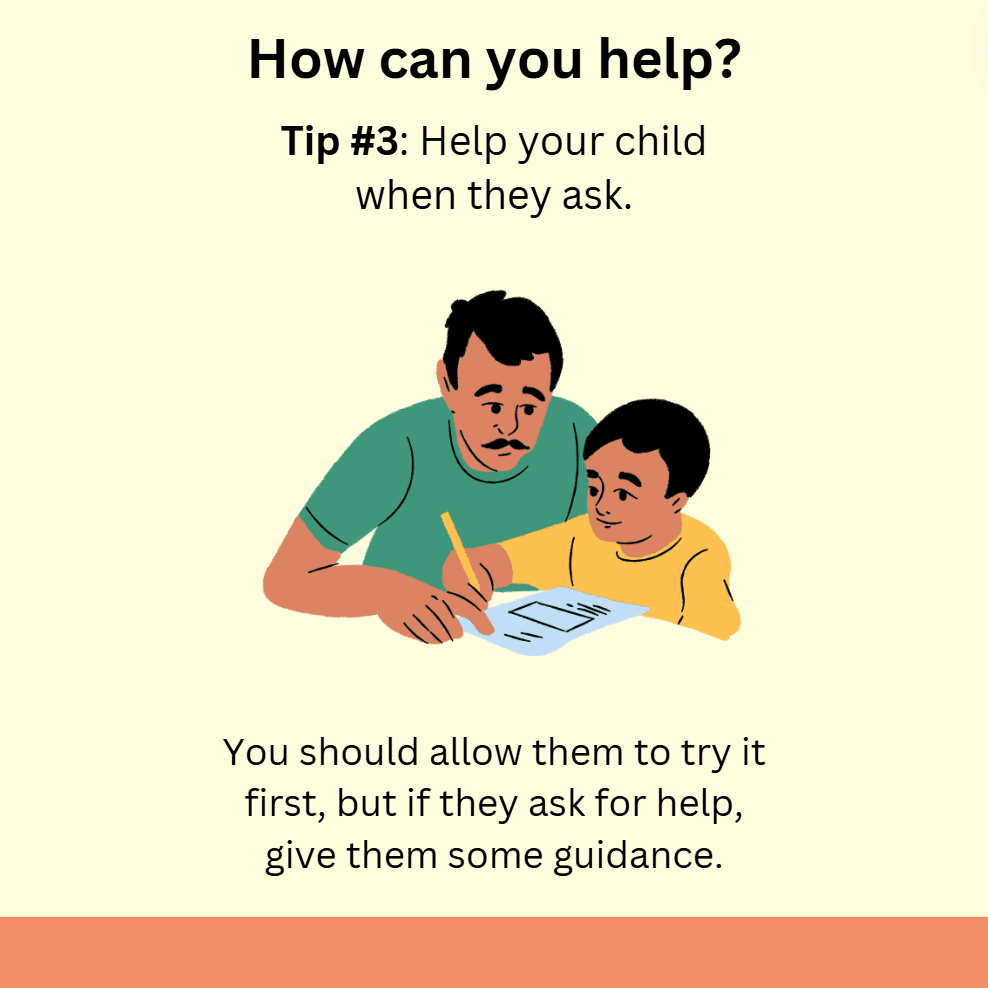 How can you help?
Tip #3: Help your child
when they ask.
You should allow them to try it
first, but if they ask for help,
give them some guidance.